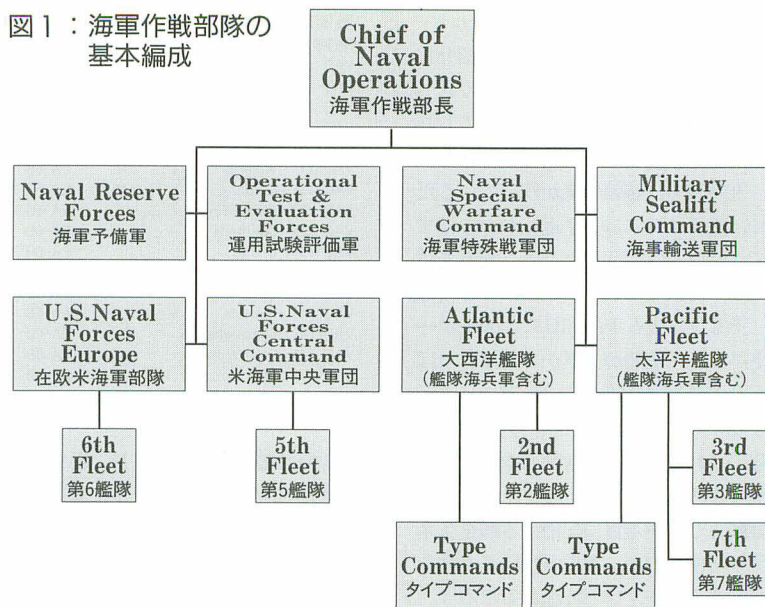 図1：海軍作戦部隊の
基本編成
Chief of
Naval
Operations
海軍作戦部長
Naval Reserve
Forces
海軍予備軍
Operational
Test &
Evaluation
Forces
運用試験評価軍
Naval
Special
Warfare
Command
海軍特殊戦軍団
Military
Sealift
Command
海事輸送軍団
U.S.Naval
Forces
Europe
在欧米海軍部隊
U.S.Naval
Forces
Central
Command
米海軍中央軍団
Atlantic
Fleet
大西洋艦隊
(艦隊海兵軍含む)
Pacific
Fleet
太平洋艦隊
(艦隊海兵軍含む)
6th
Fleet
第6艦隊
5th
Fleet
第5艦隊
2nd
Fleet
第2艦隊
3rd
Fleet
第3艦隊
Type
Commands
タイプコマンド
Type
Commands
タイプコマンド
7th
Fleet
第7艦隊